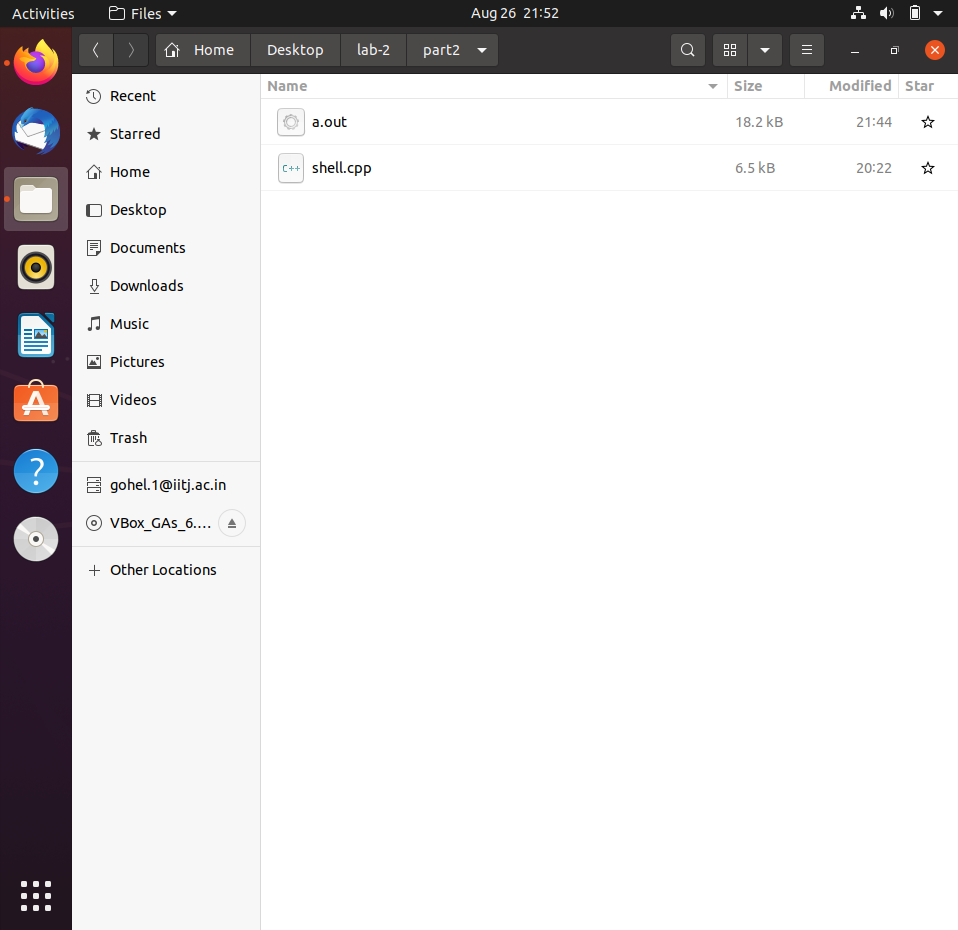 Activities Files Aug 26 21:52
Home Desktop lab-2 part2
Name Size Modified Star
a.out 18.2 kB 21:44
C++ shell.cpp 6.5 kB 20:22
Recent
Starred
Home
Desktop
Documents
Downloads
Music
Pictures
Videos
Trash
gohel.1@iitj.ac.in
VBox_GAs_6.…
Other Locations